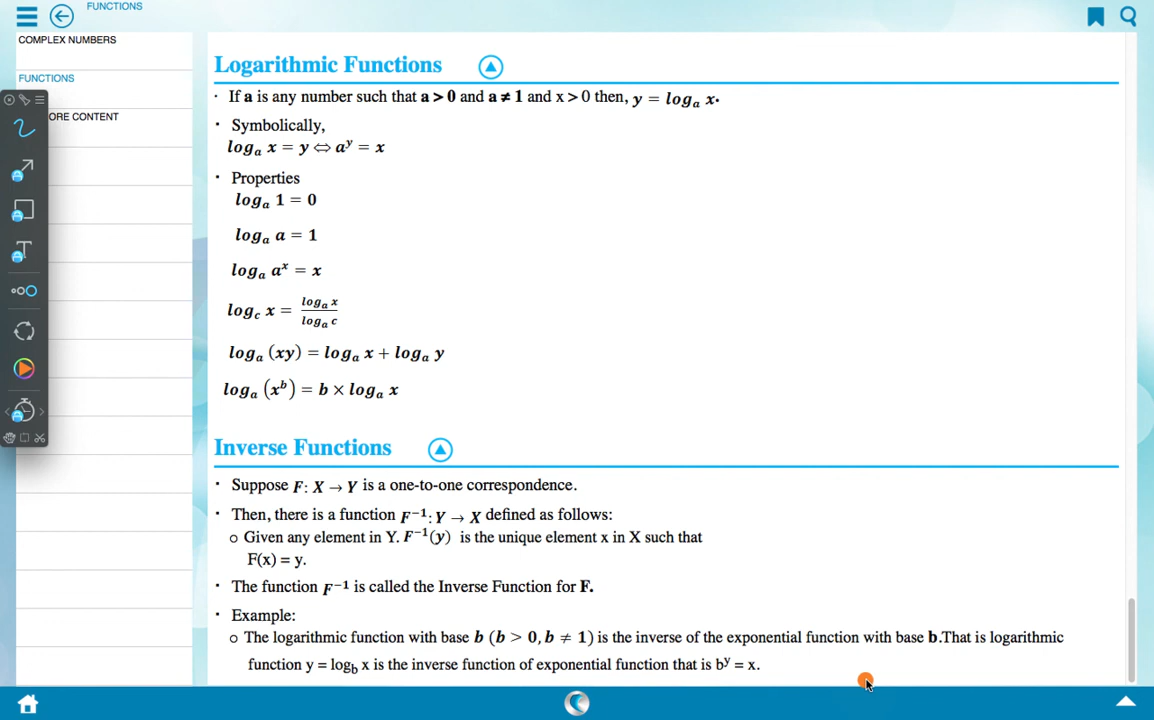 FUNCTIONS
COMPLEX NUMBERS
FUNCTIONS
ORE CONTENT
Logarithmic Functions
· If a is any number such that a > 0 and a ≠ 1 and x > 0 then, y = logₐ x.
· Symbolically,
logₐ x = y ⇔ aʸ = x
· Properties
logₐ 1 = 0
logₐ a = 1
logₐ aˣ = x
log_c x = logₐ x / logₐ c
logₐ (xy) = logₐ x + logₐ y
logₐ (xᵇ) = b × logₐ x
Inverse Functions
· Suppose F: X → Y is a one-to-one correspondence.
· Then, there is a function F⁻¹: Y → X defined as follows:
o Given any element in Y. F⁻¹(y) is the unique element x in X such that
F(x) = y.
· The function F⁻¹ is called the Inverse Function for F.
· Example:
o The logarithmic function with base b (b > 0, b ≠ 1) is the inverse of the exponential function with base b.That is logarithmic
function y = log_b x is the inverse function of exponential function that is bʸ = x.